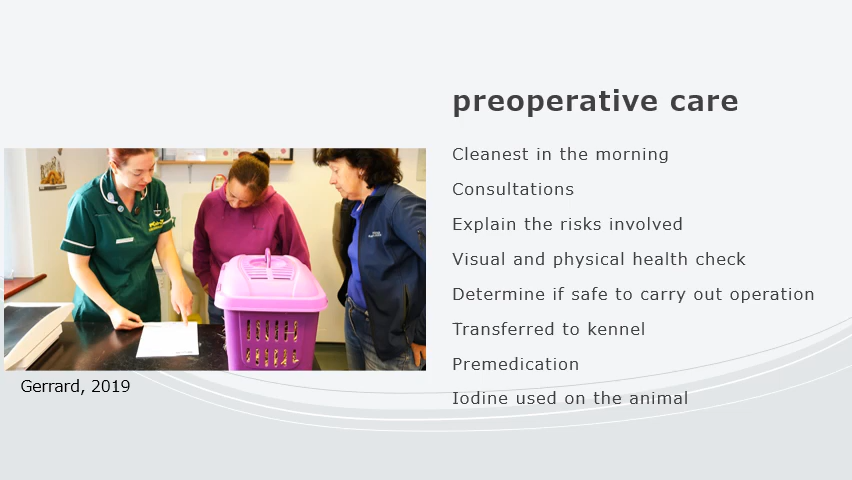 preoperative care
Cleanest in the morning
Consultations
Explain the risks involved
Visual and physical health check
Determine if safe to carry out operation
Transferred to kennel
Premedication
Iodine used on the animal
Gerrard, 2019